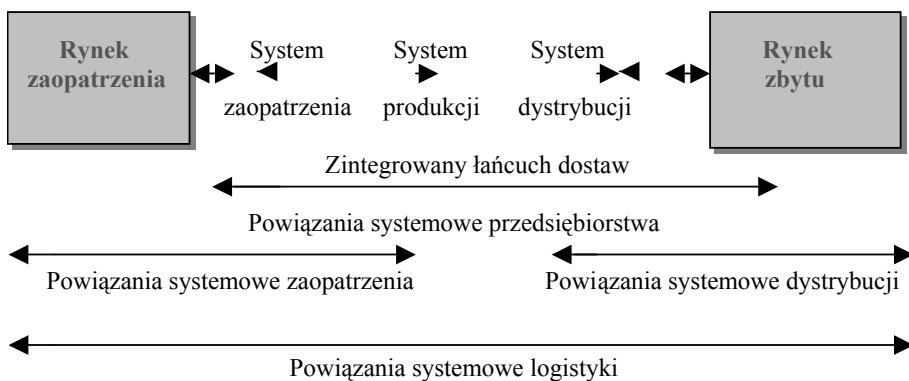 Rynek
zaopatrzenia
System
zaopatrzenia
System
produkcji
System
dystrybucji
Rynek
zbytu
Zintegrowany łańcuch dostaw
Powiązania systemowe przedsiębiorstwa
Powiązania systemowe zaopatrzenia
Powiązania systemowe dystrybucji
Powiązania systemowe logistyki